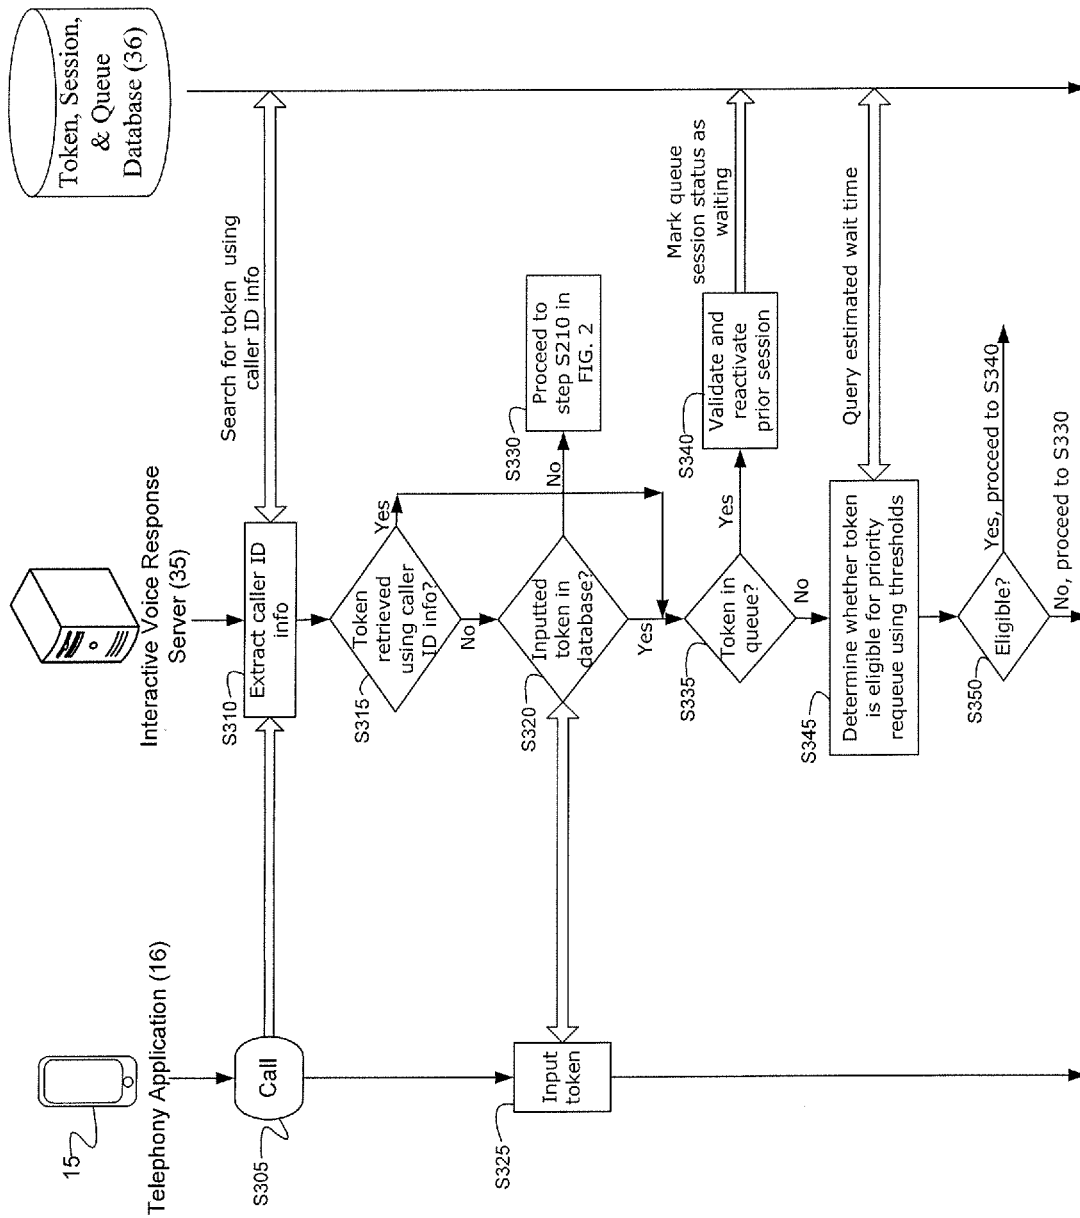 15
Telephony Application (16)
Interactive Voice Response
Server (35)
Token, Session,
& Queue
Database (36)
S305
Call
S310
Extract caller ID
info
Search for token using
caller ID info
S315
Token
retrieved
using caller
ID info?
Yes
No
S325
Input
token
S320
Inputted
token in
database?
No
Yes
S330
Proceed to
step S210 in
FIG. 2
S335
Token in
queue?
Yes
No
S340
Validate and
reactivate
prior session
Mark queue
session status as
waiting
S345
Determine whether token
is eligible for priority
requeue using thresholds
Query estimated wait time
S350
Eligible?
Yes, proceed to S340
No, proceed to S330